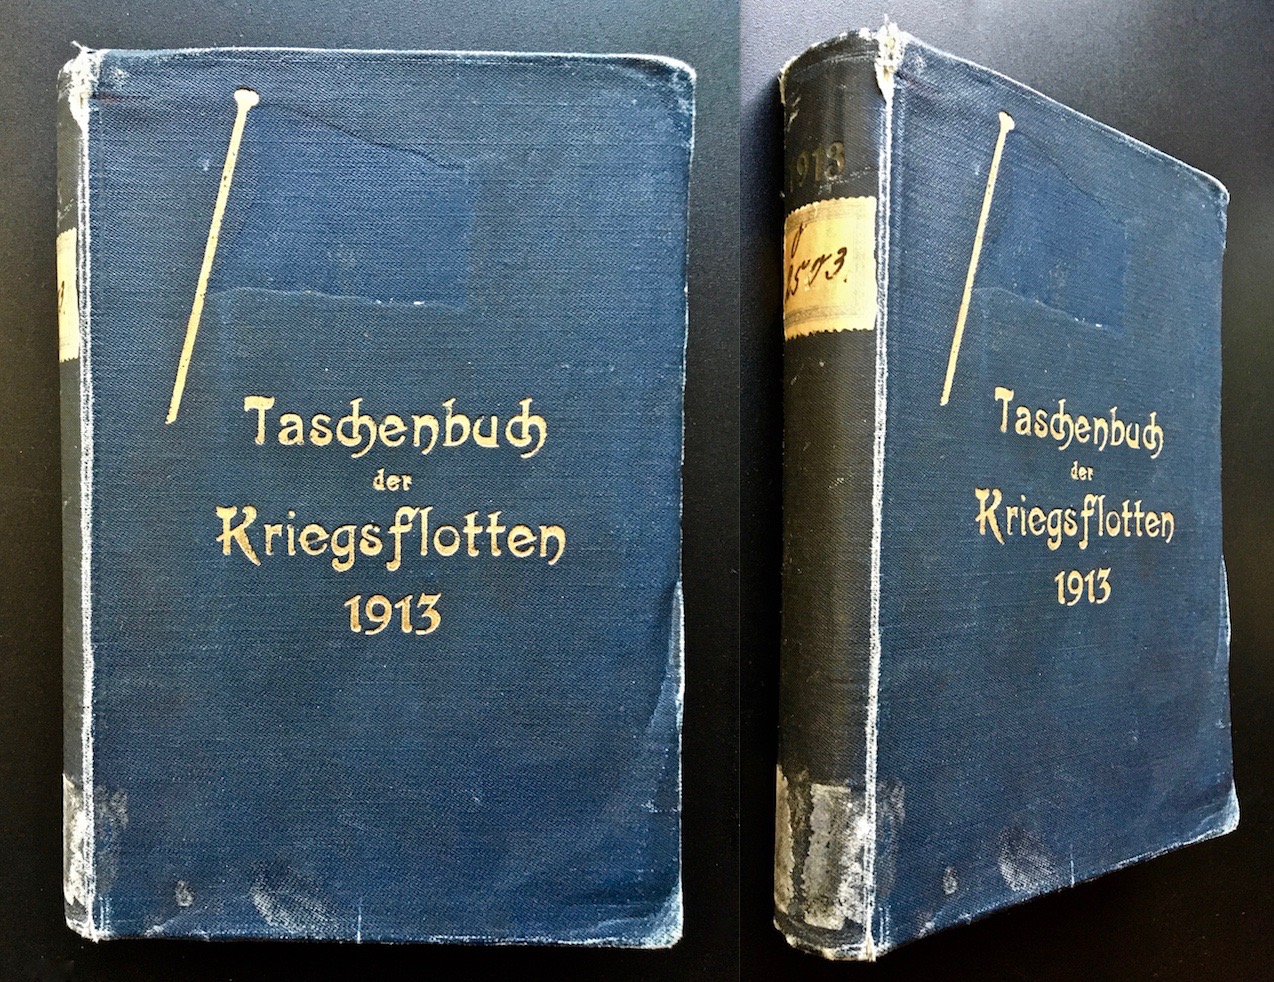 Taschenbuch
der
Kriegsflotten
1913
1913
Taschenbuch
der
Kriegsflotten
1913